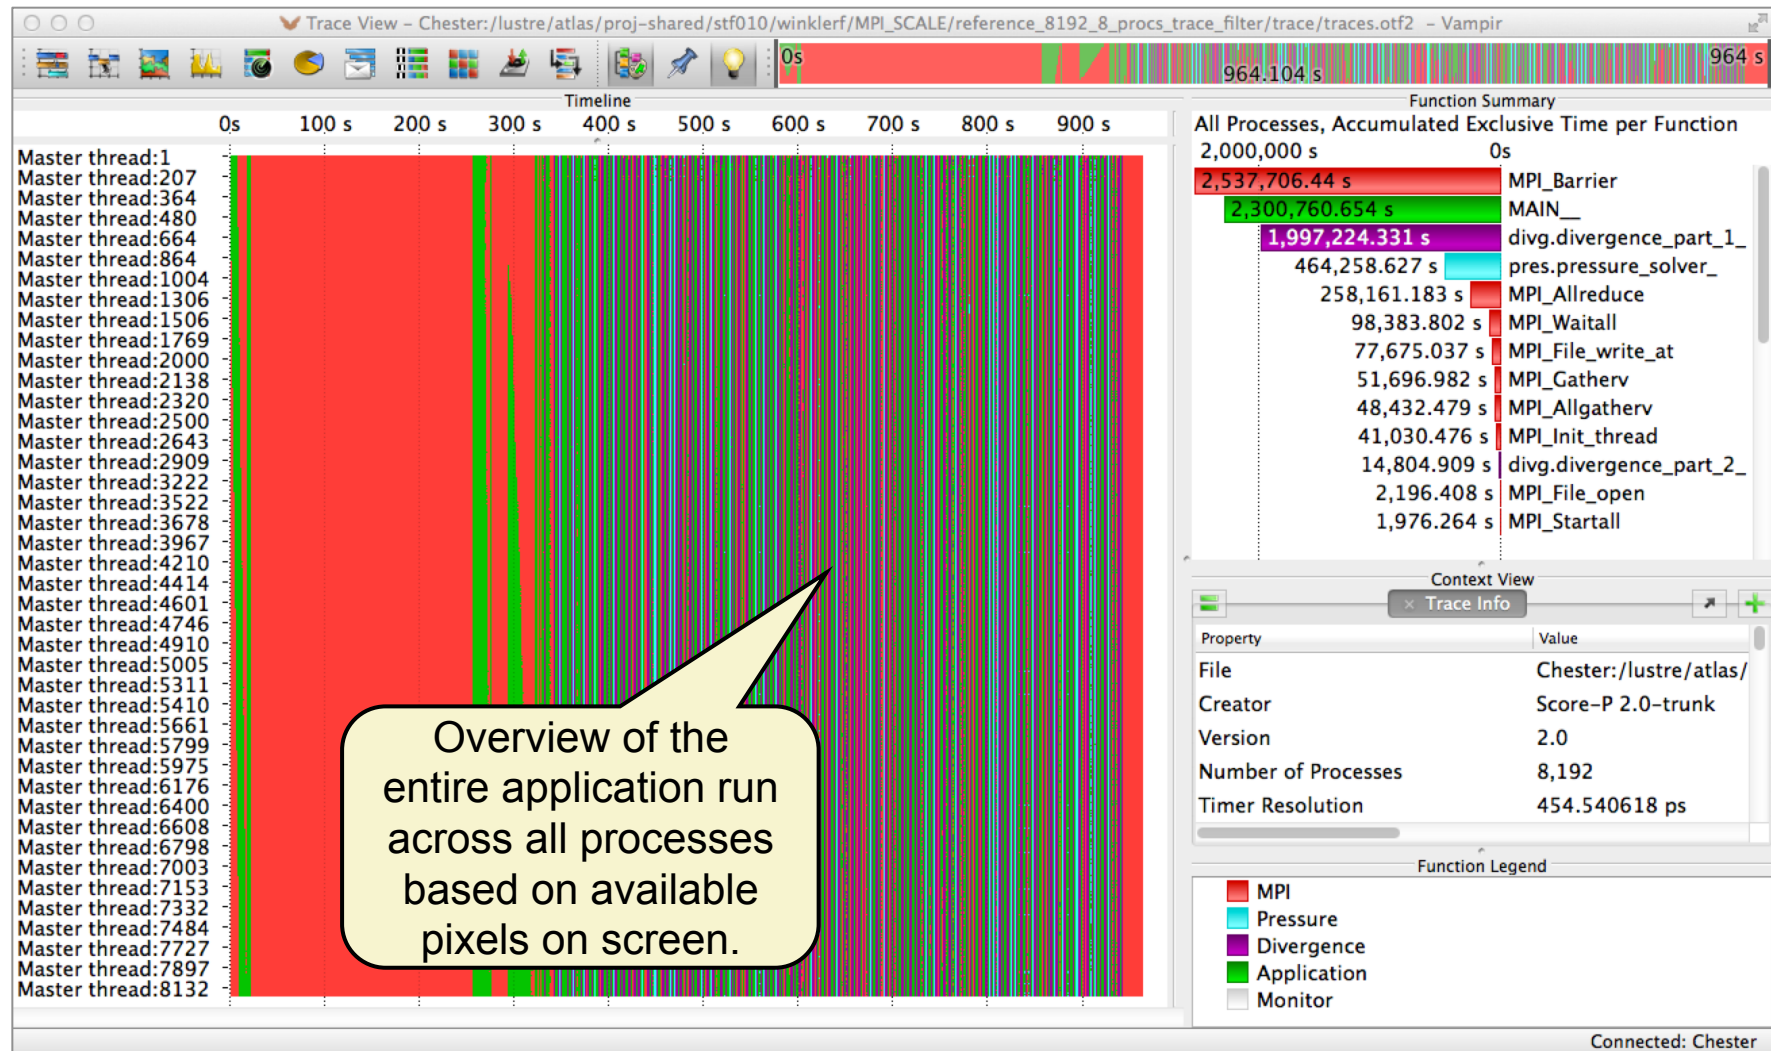 Trace View – Chester:/lustre/atlas/proj-shared/stf010/winklerf/MPI_SCALE/reference_8192_8_procs_trace_filter/trace/traces.otf2 – Vampir
0s 964 s
964.104 s
Timeline
0s 100 s 200 s 300 s 400 s 500 s 600 s 700 s 800 s 900 s
Master thread:1
Master thread:207
Master thread:364
Master thread:480
Master thread:664
Master thread:864
Master thread:1004
Master thread:1306
Master thread:1506
Master thread:1769
Master thread:2000
Master thread:2138
Master thread:2320
Master thread:2500
Master thread:2643
Master thread:2909
Master thread:3222
Master thread:3522
Master thread:3678
Master thread:3967
Master thread:4210
Master thread:4414
Master thread:4601
Master thread:4746
Master thread:4910
Master thread:5005
Master thread:5311
Master thread:5410
Master thread:5661
Master thread:5799
Master thread:5975
Master thread:6176
Master thread:6400
Master thread:6608
Master thread:6798
Master thread:7003
Master thread:7153
Master thread:7332
Master thread:7484
Master thread:7727
Master thread:7897
Master thread:8132
Overview of the
entire application run
across all processes
based on available
pixels on screen.
Function Summary
All Processes, Accumulated Exclusive Time per Function
2,000,000 s 0s
2,537,706.44 s MPI_Barrier
2,300,760.654 s MAIN__
1,997,224.331 s divg.divergence_part_1_
464,258.627 s pres.pressure_solver_
258,161.183 s MPI_Allreduce
98,383.802 s MPI_Waitall
77,675.037 s MPI_File_write_at
51,696.982 s MPI_Gatherv
48,432.479 s MPI_Allgatherv
41,030.476 s MPI_Init_thread
14,804.909 s divg.divergence_part_2_
2,196.408 s MPI_File_open
1,976.264 s MPI_Startall
Context View
Trace Info
Property Value
File Chester:/lustre/atlas/
Creator Score-P 2.0-trunk
Version 2.0
Number of Processes 8,192
Timer Resolution 454.540618 ps
Function Legend
MPI
Pressure
Divergence
Application
Monitor
Connected: Chester